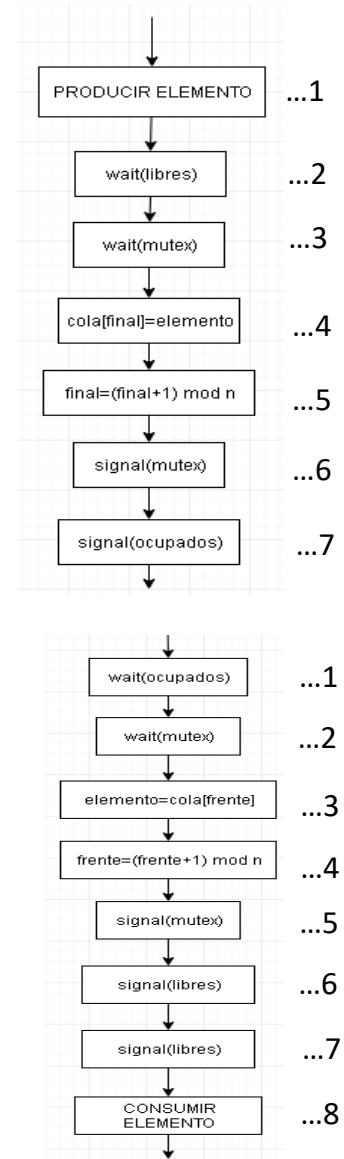 PRODUCIR ELEMENTO ...1
wait(libres) ...2
wait(mutex) ...3
cola[final]=elemento ...4
final=(final+1) mod n ...5
signal(mutex) ...6
signal(ocupados) ...7
wait(ocupados) ...1
wait(mutex) ...2
elemento=cola[frente] ...3
frente=(frente+1) mod n ...4
signal(mutex) ...5
signal(libres) ...6
signal(libres) ...7
CONSUMIR
ELEMENTO ...8